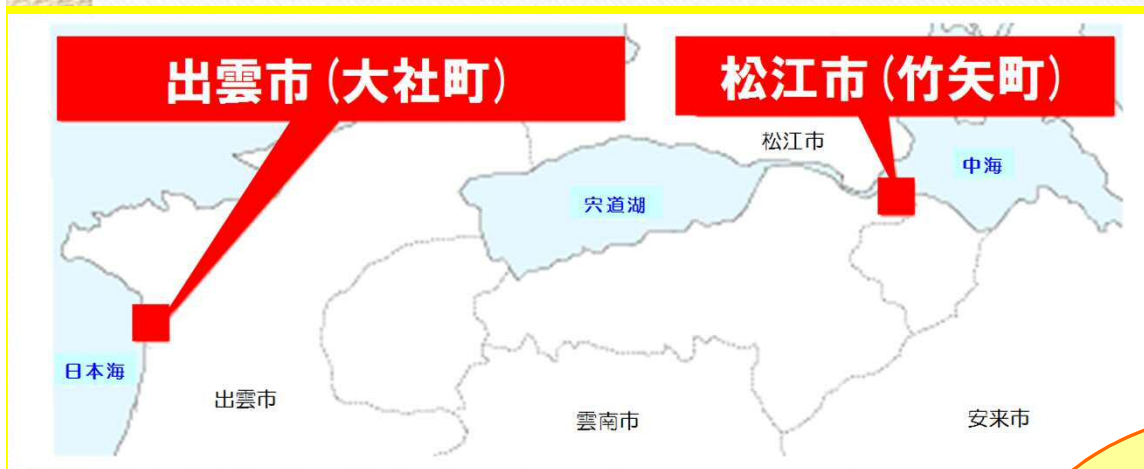 出雲市(大社町)
松江市(竹矢町)
松江市
中海
宍道湖
日本海
出雲市
雲南市
安来市